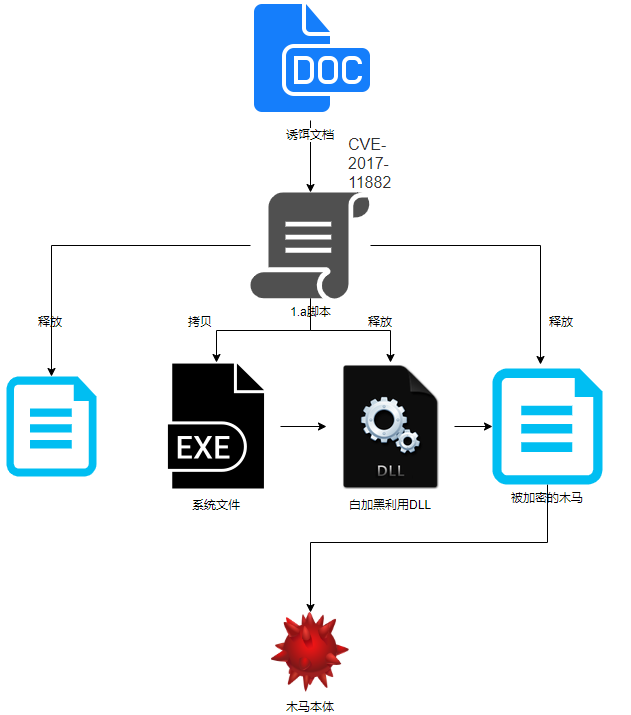 DOC
诱饵文档
CVE-
2017-
11882
1.a脚本
释放
拷贝
释放
释放
EXE
DLL
系统文件
白加黑利用DLL
被加密的木马
木马本体